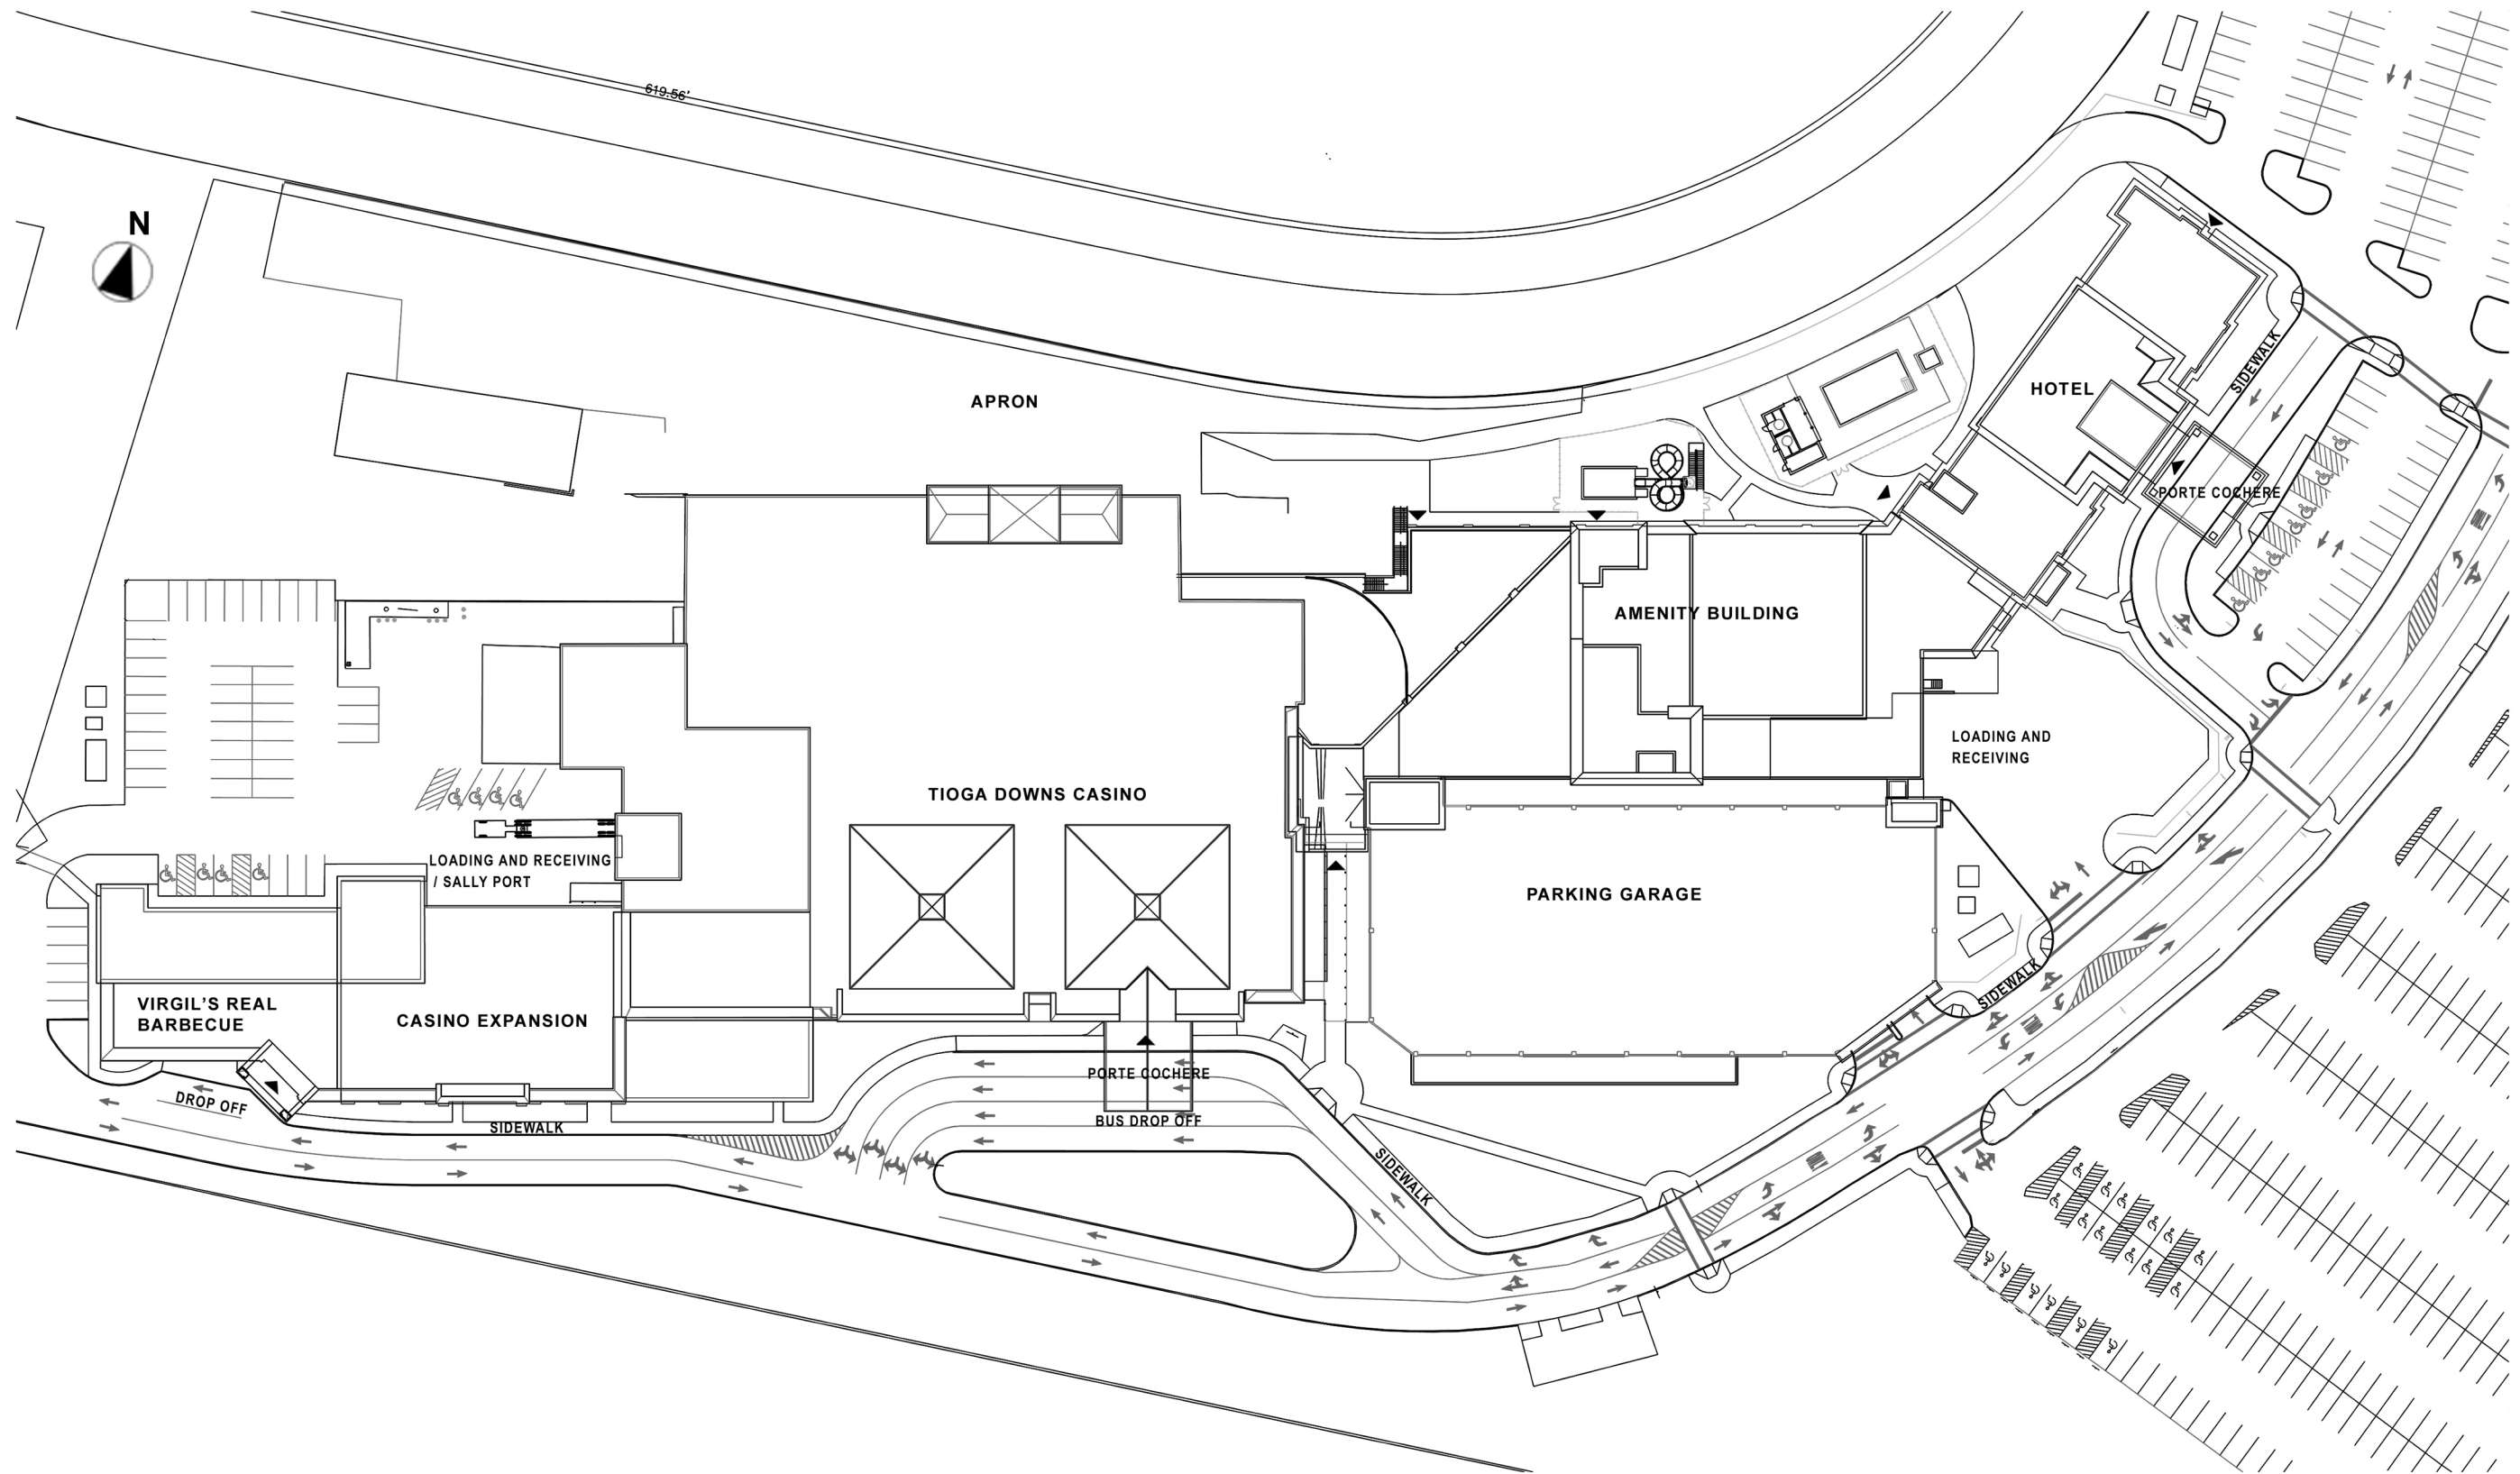 619.56'
N
APRON
HOTEL
SIDEWALK
PORTE COCHERE
AMENITY BUILDING
LOADING AND
RECEIVING
TIOGA DOWNS CASINO
LOADING AND RECEIVING
/ SALLY PORT
PARKING GARAGE
VIRGIL'S REAL
BARBECUE
CASINO EXPANSION
SIDEWALK
PORTE COCHERE
DROP OFF
BUS DROP OFF
SIDEWALK
SIDEWALK